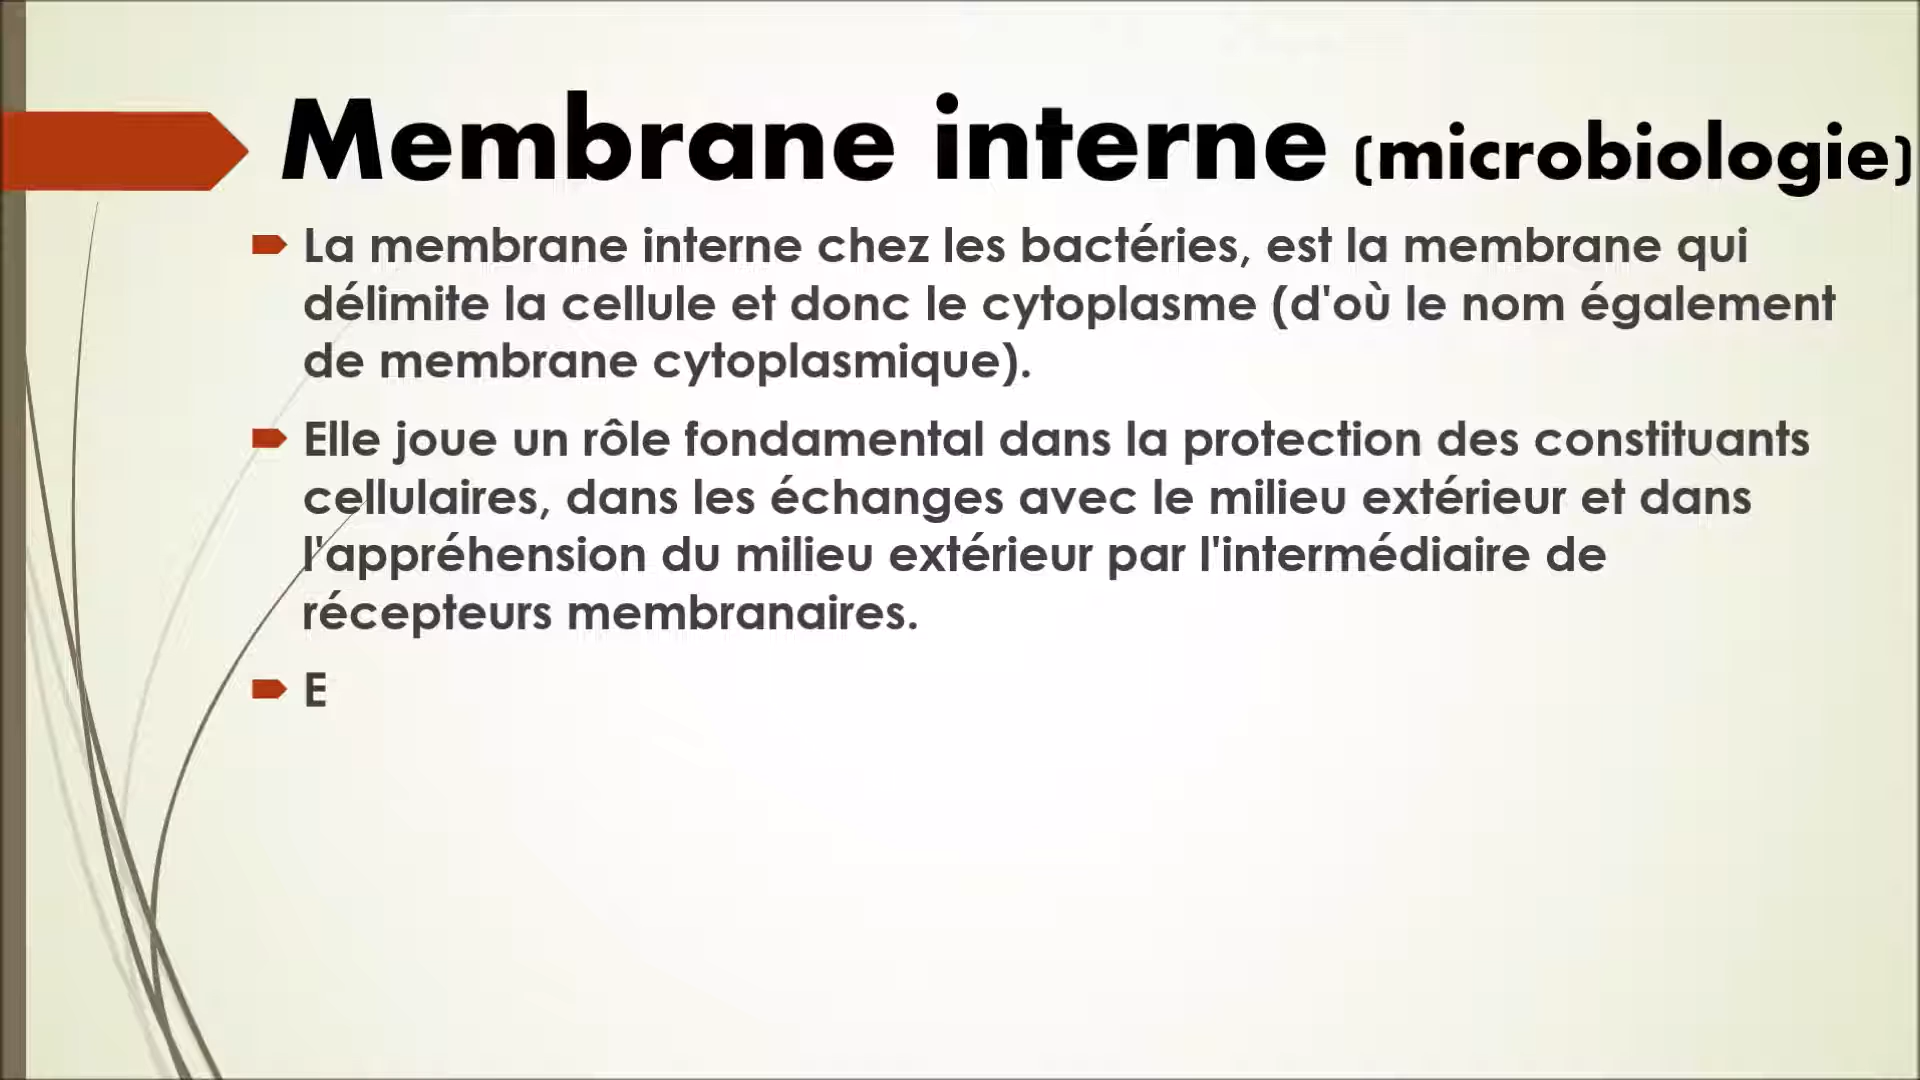 Membrane interne (microbiologie)
La membrane interne chez les bactéries, est la membrane qui
délimite la cellule et donc le cytoplasme (d'où le nom également
de membrane cytoplasmique).
Elle joue un rôle fondamental dans la protection des constituants
cellulaires, dans les échanges avec le milieu extérieur et dans
l'appréhension du milieu extérieur par l'intermédiaire de
récepteurs membranaires.
E